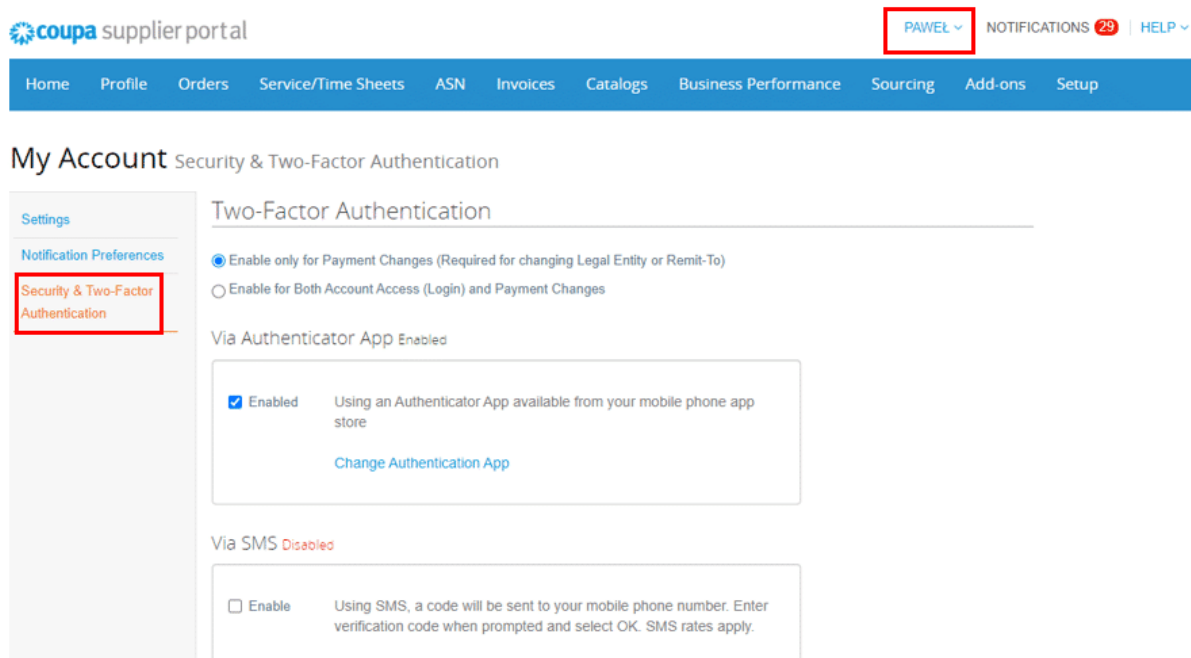 coupa supplier portal
PAWEŁ NOTIFICATIONS 29 HELP
Home Profile Orders Service/Time Sheets ASN Invoices Catalogs Business Performance Sourcing Add-ons Setup
My Account Security & Two-Factor Authentication
Settings
Notification Preferences
Security & Two-Factor
Authentication
Two-Factor Authentication
Enable only for Payment Changes (Required for changing Legal Entity or Remit-To)
Enable for Both Account Access (Login) and Payment Changes
Via Authenticator App Enabled
Enabled Using an Authenticator App available from your mobile phone app
store
Change Authentication App
Via SMS Disabled
Enable Using SMS, a code will be sent to your mobile phone number. Enter
verification code when prompted and select OK. SMS rates apply.